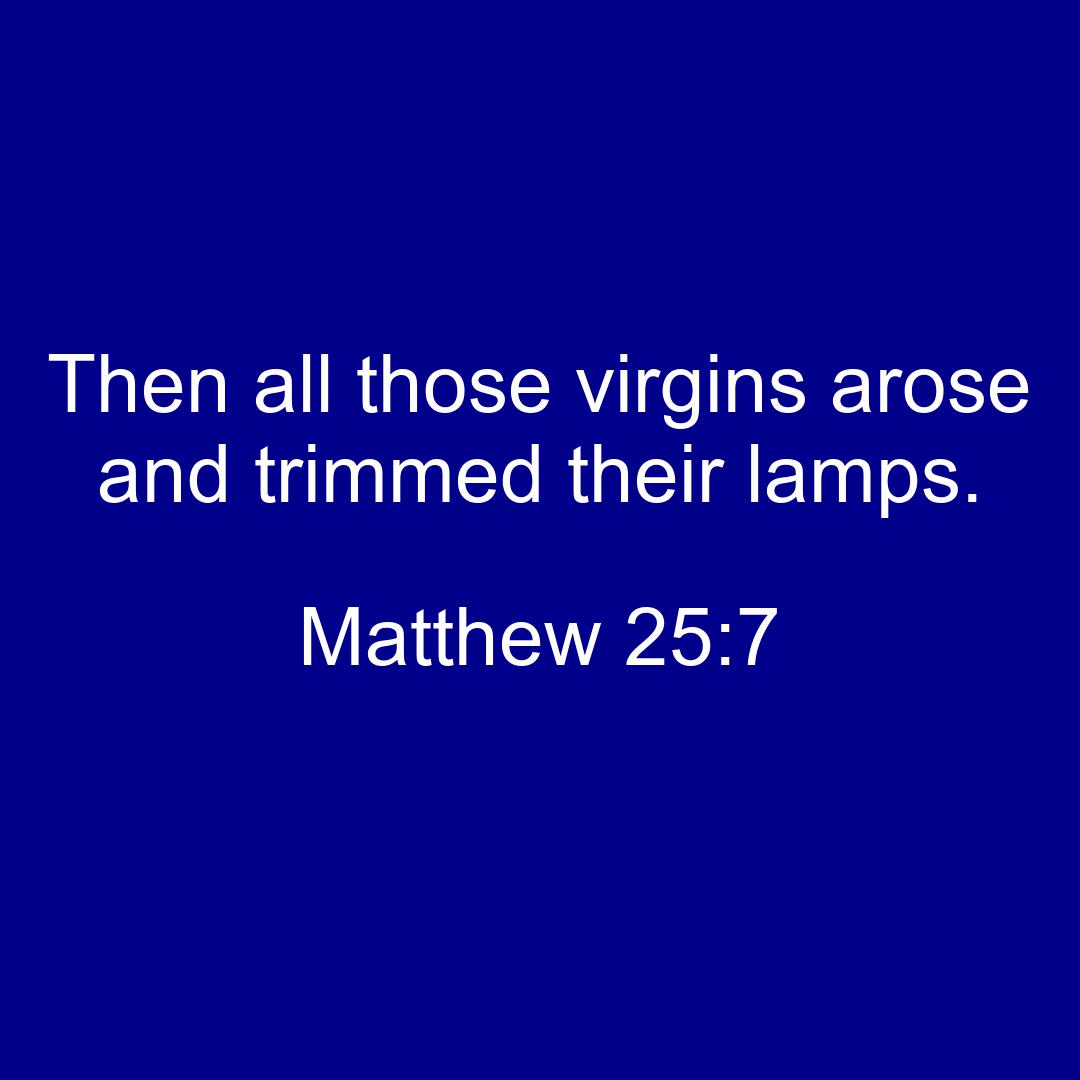 Then all those virgins arose
and trimmed their lamps.
Matthew 25:7